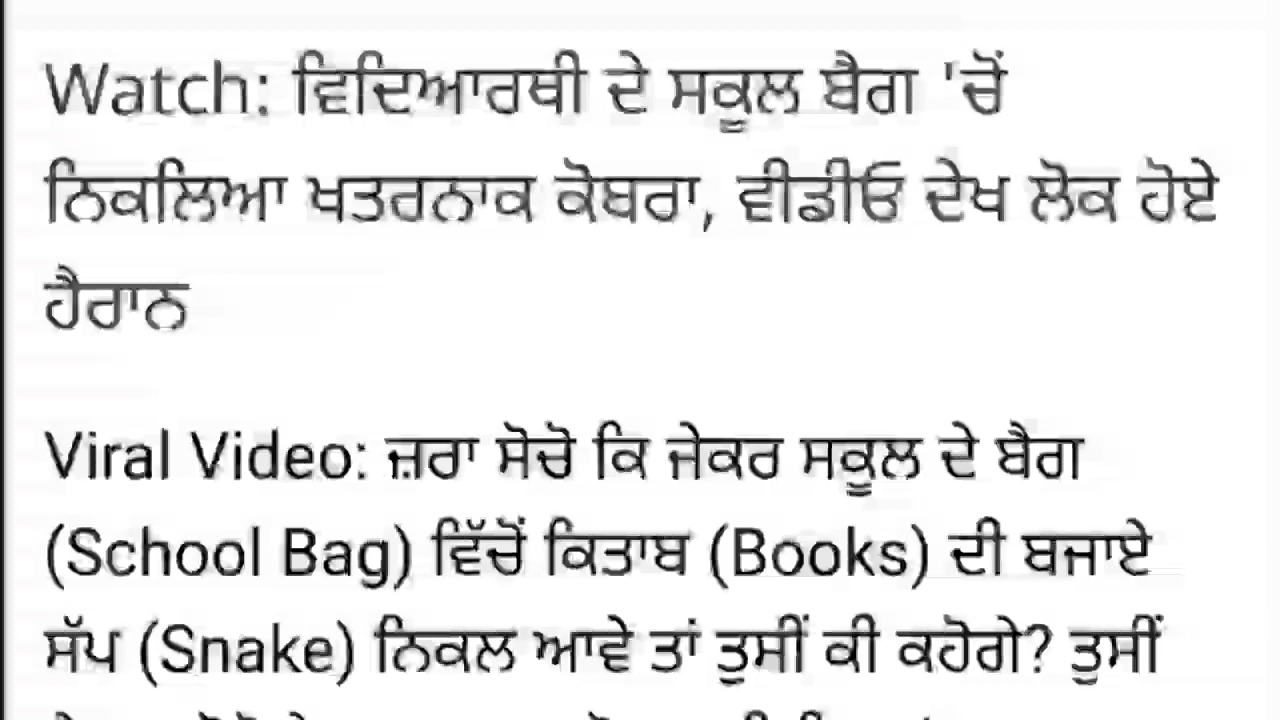 Watch: ਵਿਦਿਆਰਥੀ ਦੇ ਸਕੂਲ ਬੈਗ 'ਚੋਂ
ਨਿਕਲਿਆ ਖਤਰਨਾਕ ਕੋਬਰਾ, ਵੀਡੀਓ ਦੇਖ ਲੋਕ ਹੋਏ
ਹੈਰਾਨ
Viral Video: ਜ਼ਰਾ ਸੋਚੋ ਕਿ ਜੇਕਰ ਸਕੂਲ ਦੇ ਬੈਗ
(School Bag) ਵਿੱਚੋਂ ਕਿਤਾਬ (Books) ਦੀ ਬਜਾਏ
ਸੱਪ (Snake) ਨਿਕਲ ਆਵੇ ਤਾਂ ਤੁਸੀਂ ਕੀ ਕਹੋਗੇ? ਤੁਸੀਂ